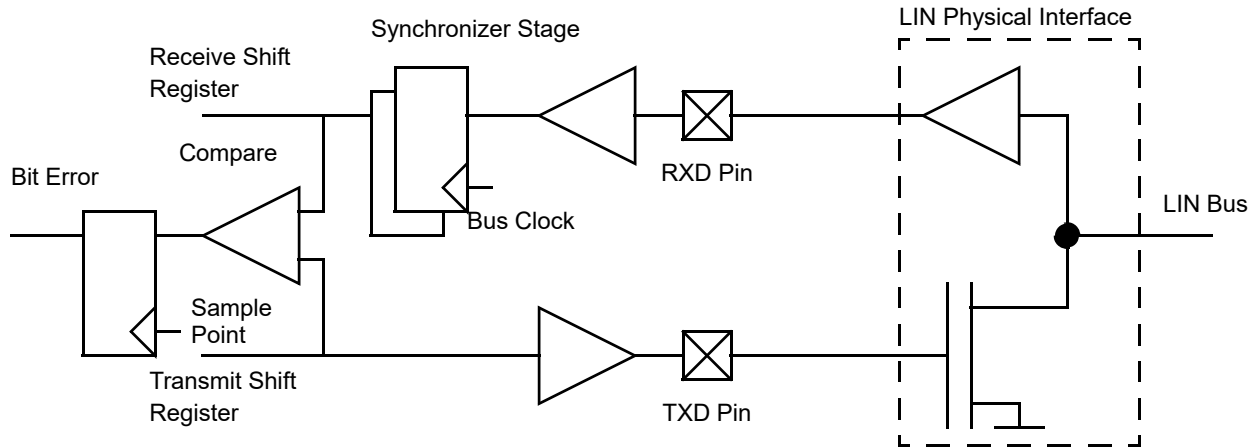 LIN Physical Interface
Synchronizer Stage
Receive Shift
Register
Compare
RXD Pin
Bit Error
LIN Bus
Bus Clock
Sample
Point
Transmit Shift
Register
TXD Pin